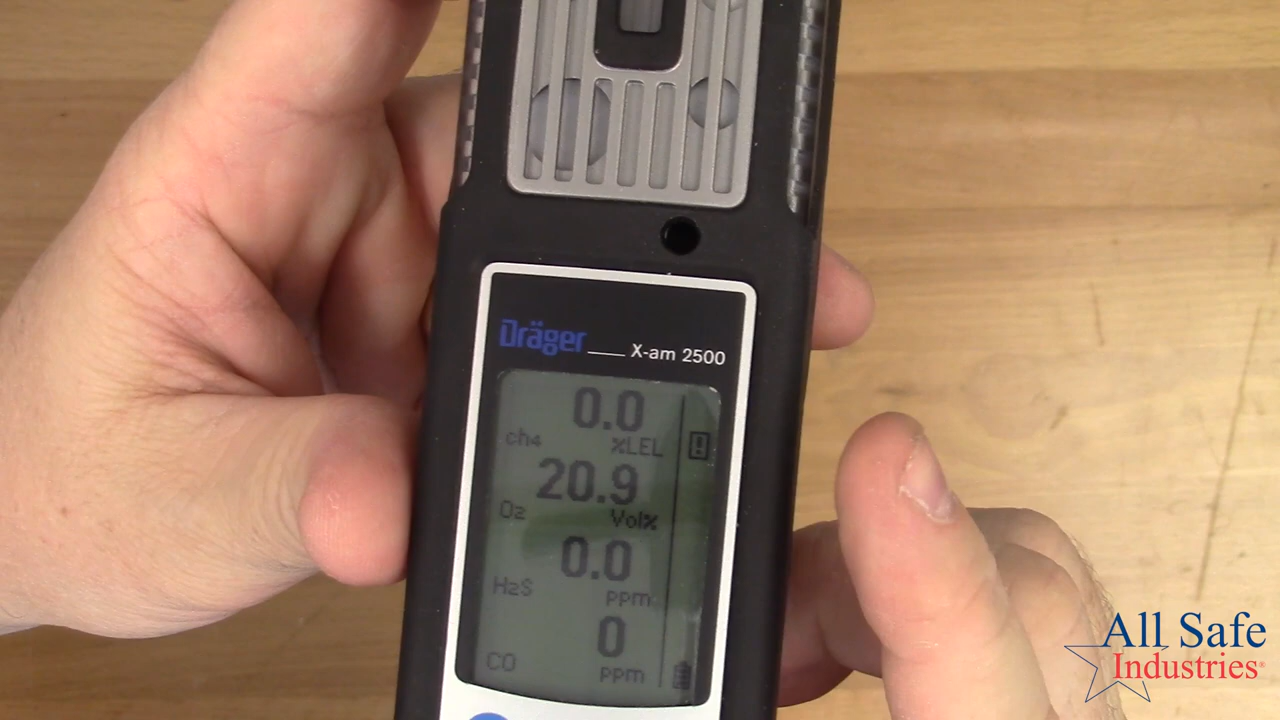 Dräger X-am 2500
0.0
CH4 %LEL
20.9
O2 Vol%
0.0
H2S ppm
0
CO ppm
All Safe
Industries®